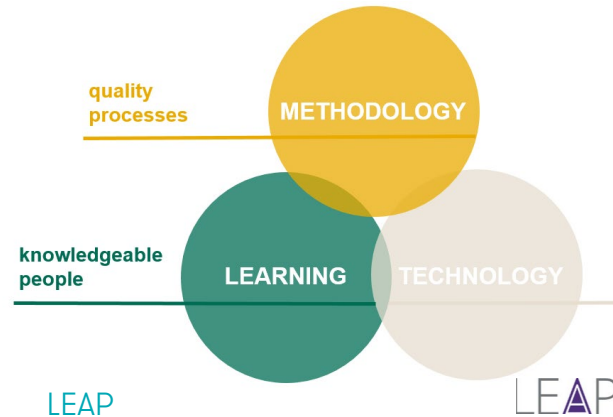 quality
processes
METHODOLOGY
knowledgeable
people
LEARNING
TECHNOLOGY
LEAP
LEAP